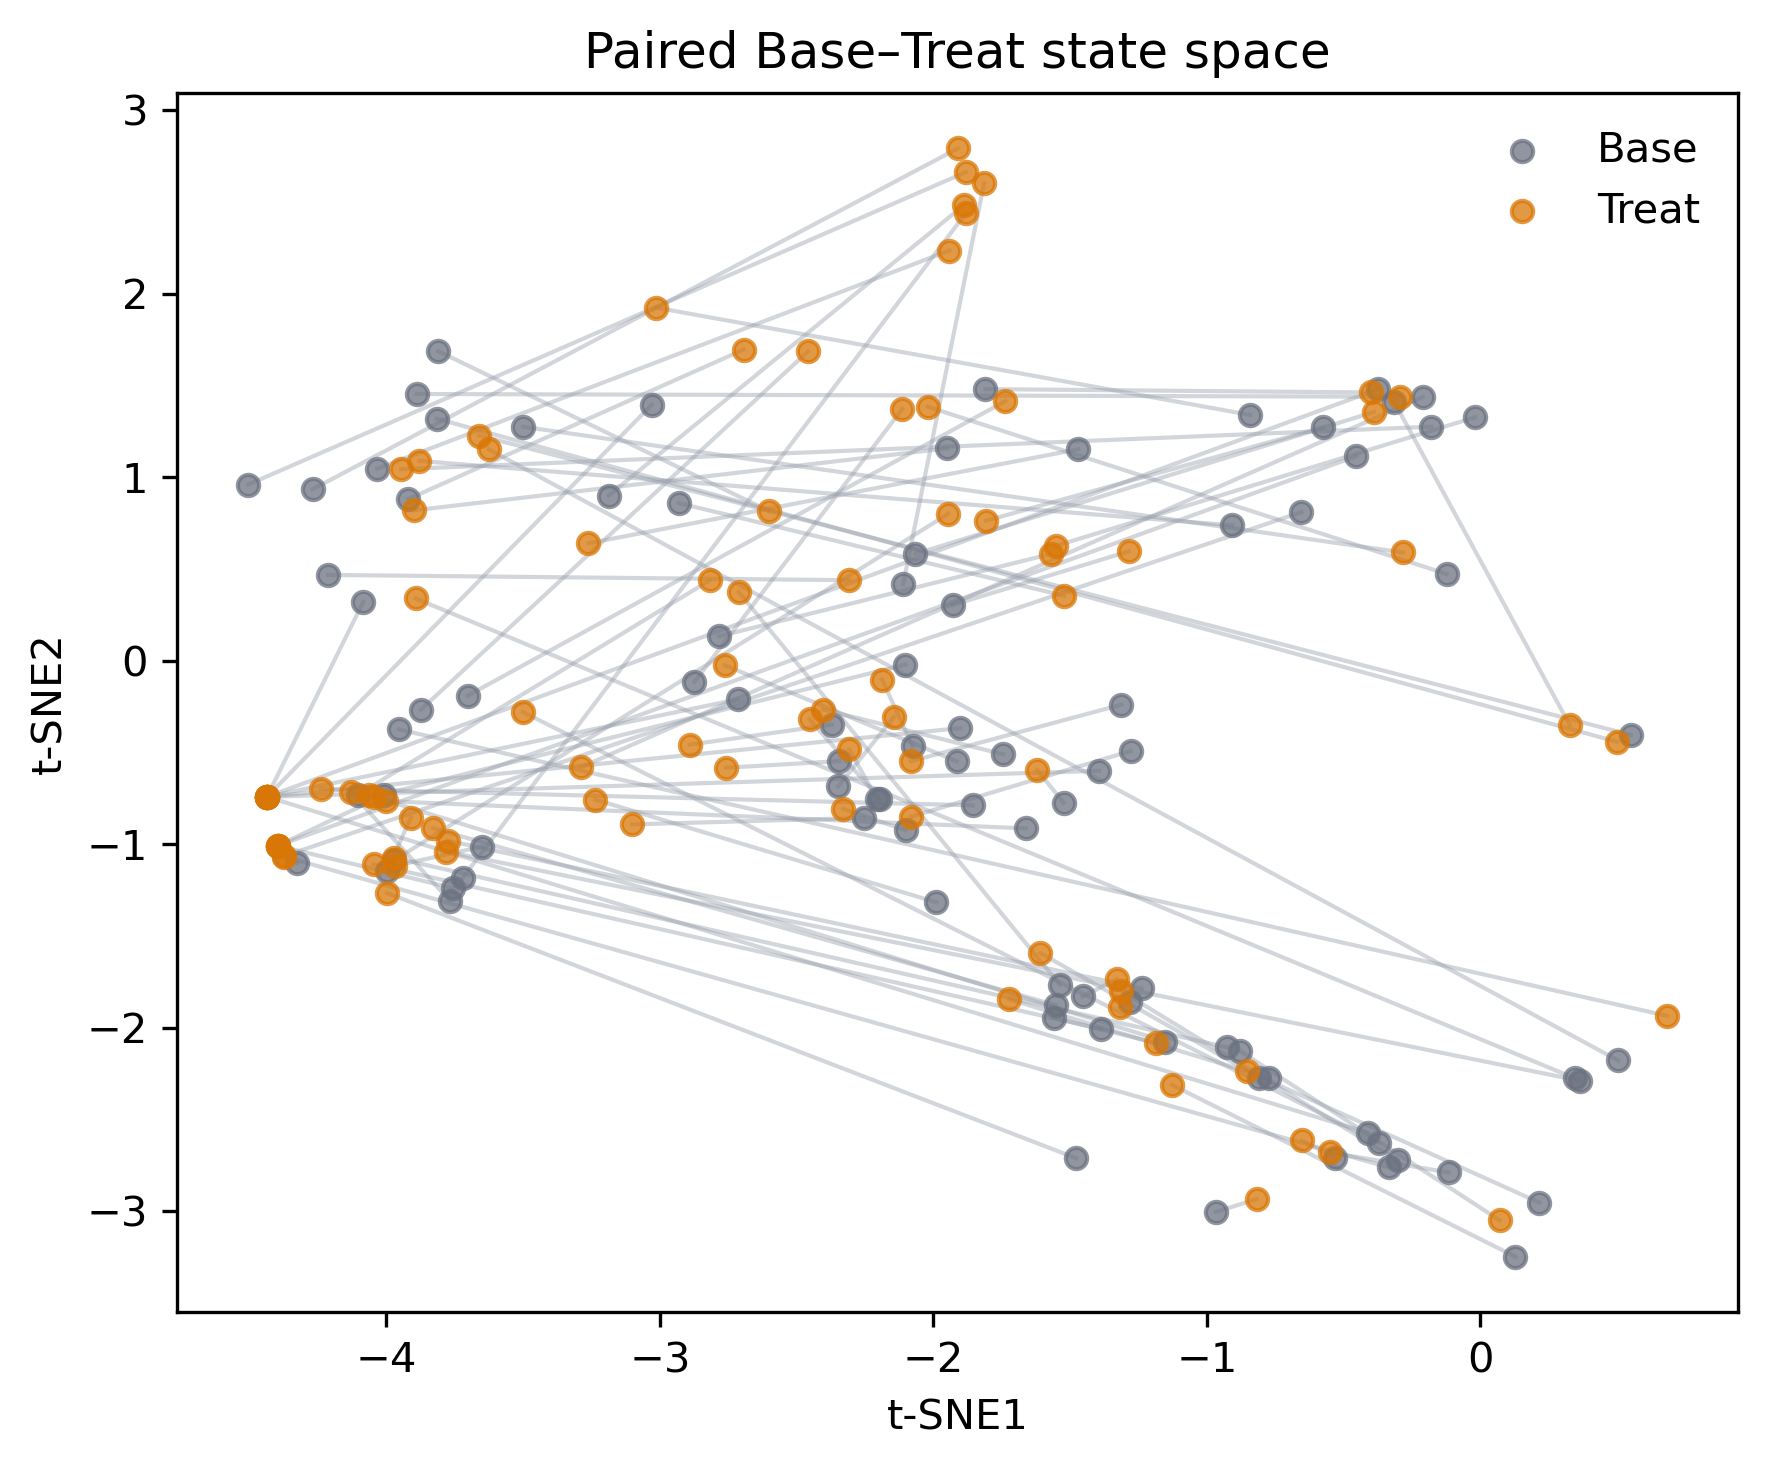 Paired Base–Treat state space
3
2
1
0
−1
−2
−3
t-SNE2
Base
Treat
−4
−3
−2
−1
0
t-SNE1